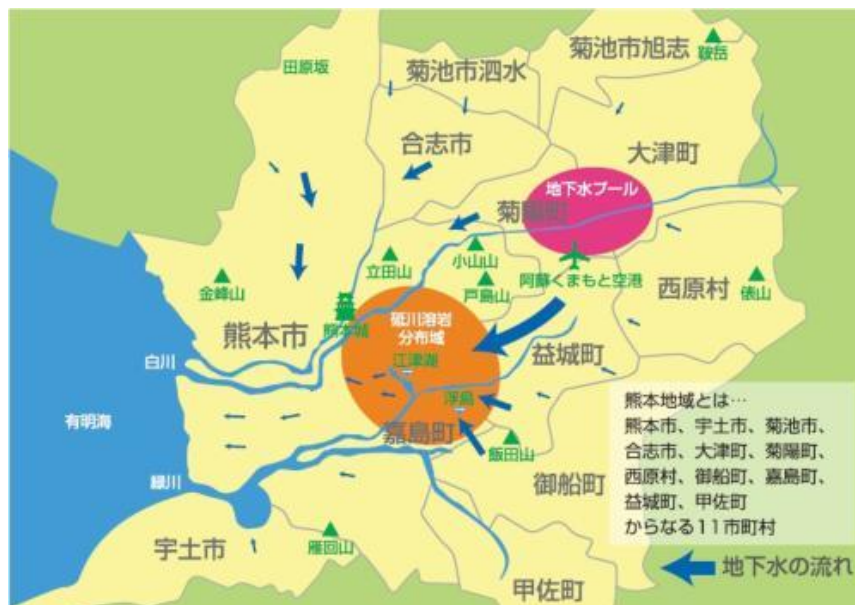 田原坂
菊池市泗水
菊池市旭志
鞍岳
合志市
大津町
地下水プール
菊陽町
小山山
立田山
戸島山
阿蘇くまもと空港
西原村
俵山
金峰山
熊本城
熊本市
砥川溶岩
分布域
江津湖
益城町
白川
有明海
浮島
嘉島町
飯田山
緑川
御船町
宇土市
雁回山
甲佐町
熊本地域とは…
熊本市、宇土市、菊池市、
合志市、大津町、菊陽町、
西原村、御船町、嘉島町、
益城町、甲佐町
からなる11市町村
地下水の流れ